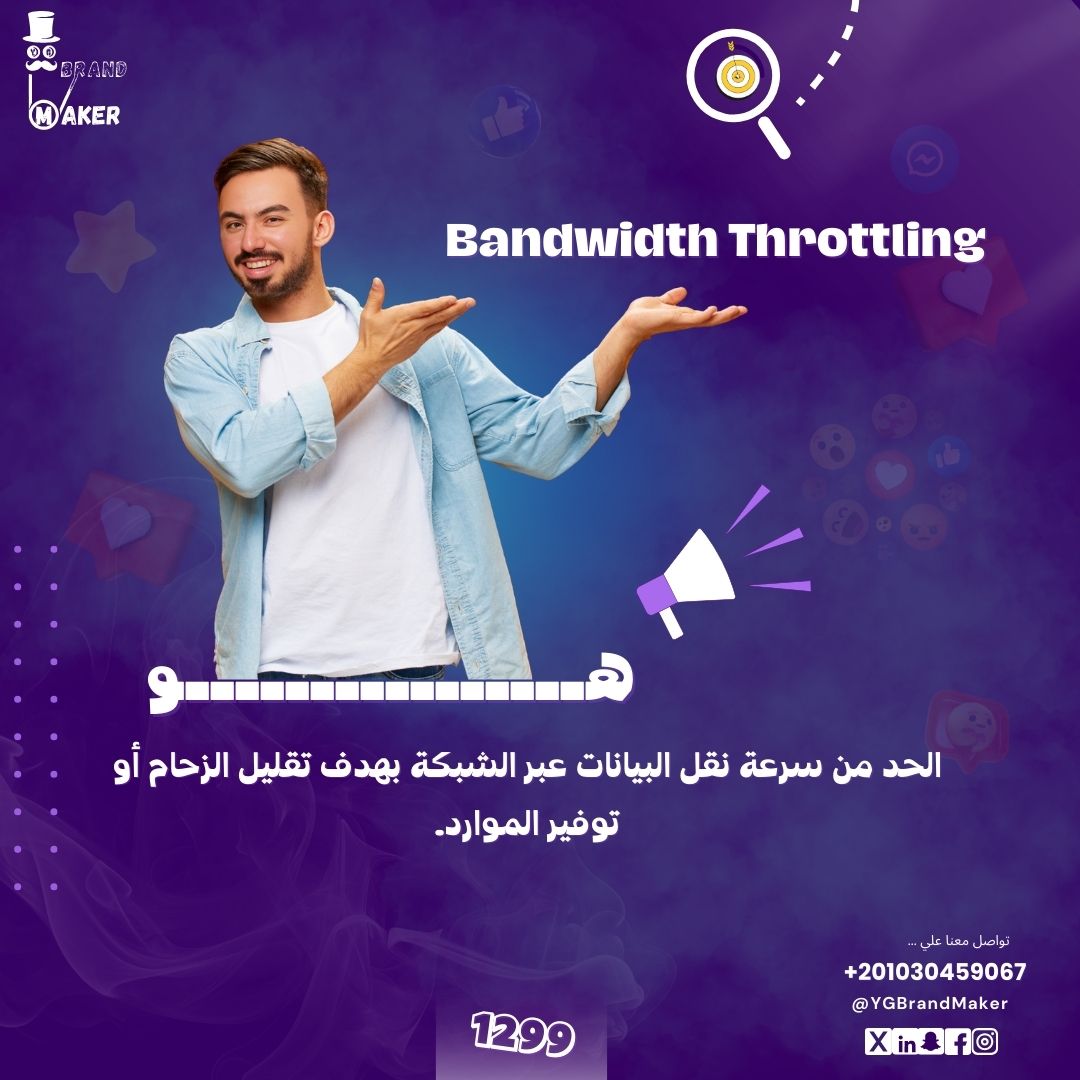 Y G
BRAND
MAKER
Bandwidth Throttling
هـــــــــــــــو
الحد من سرعة نقل البيانات عبر الشبكة بهدف تقليل الزحام أو
توفير الموارد.
تواصل معنا علي ...
+201030459067
@YGBrandMaker
1299